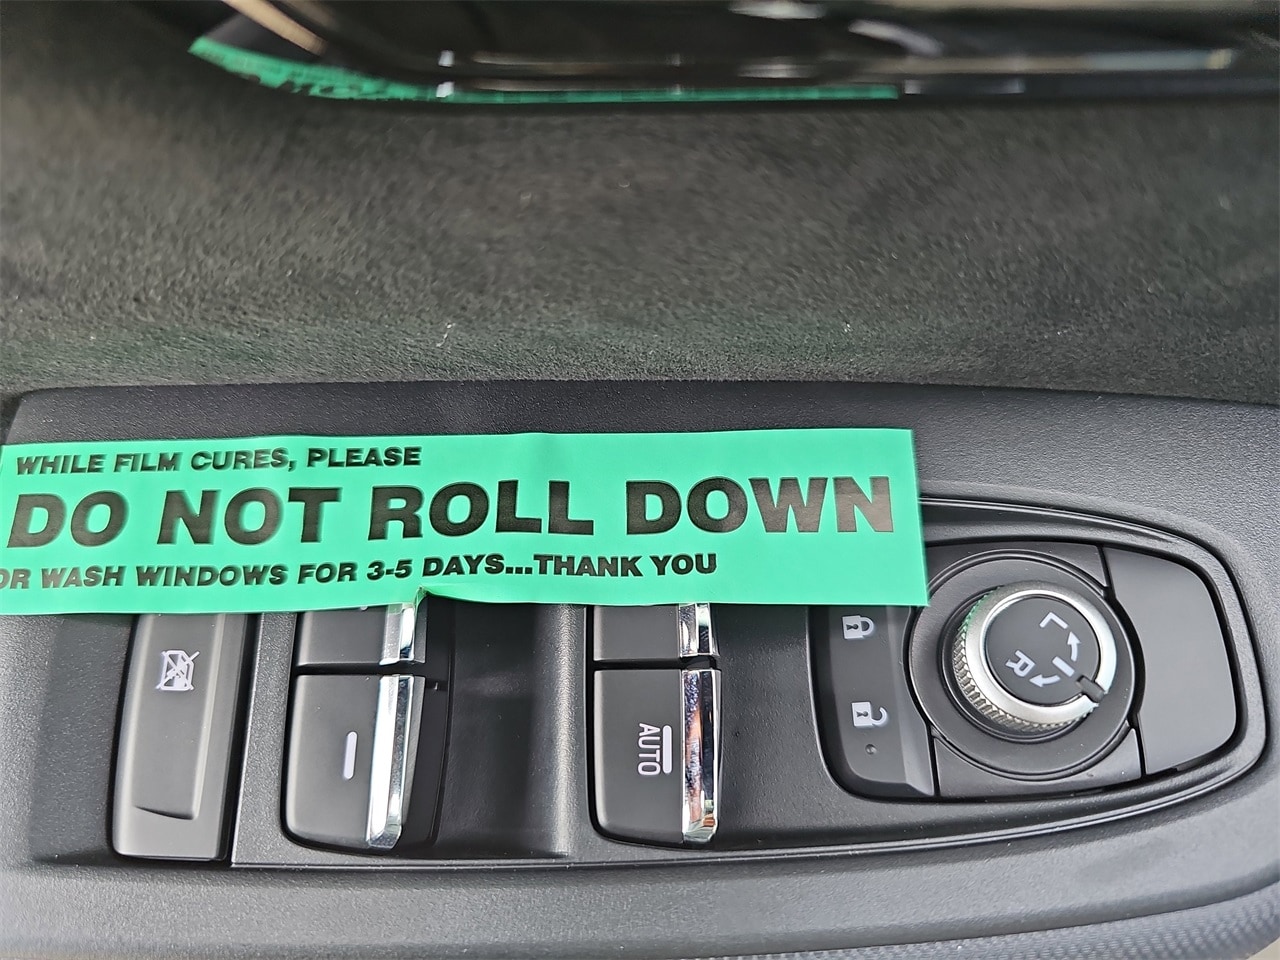 WHILE FILM CURES, PLEASE
DO NOT ROLL DOWN
OR WASH WINDOWS FOR 3-5 DAYS...THANK YOU
AUTO
L
R